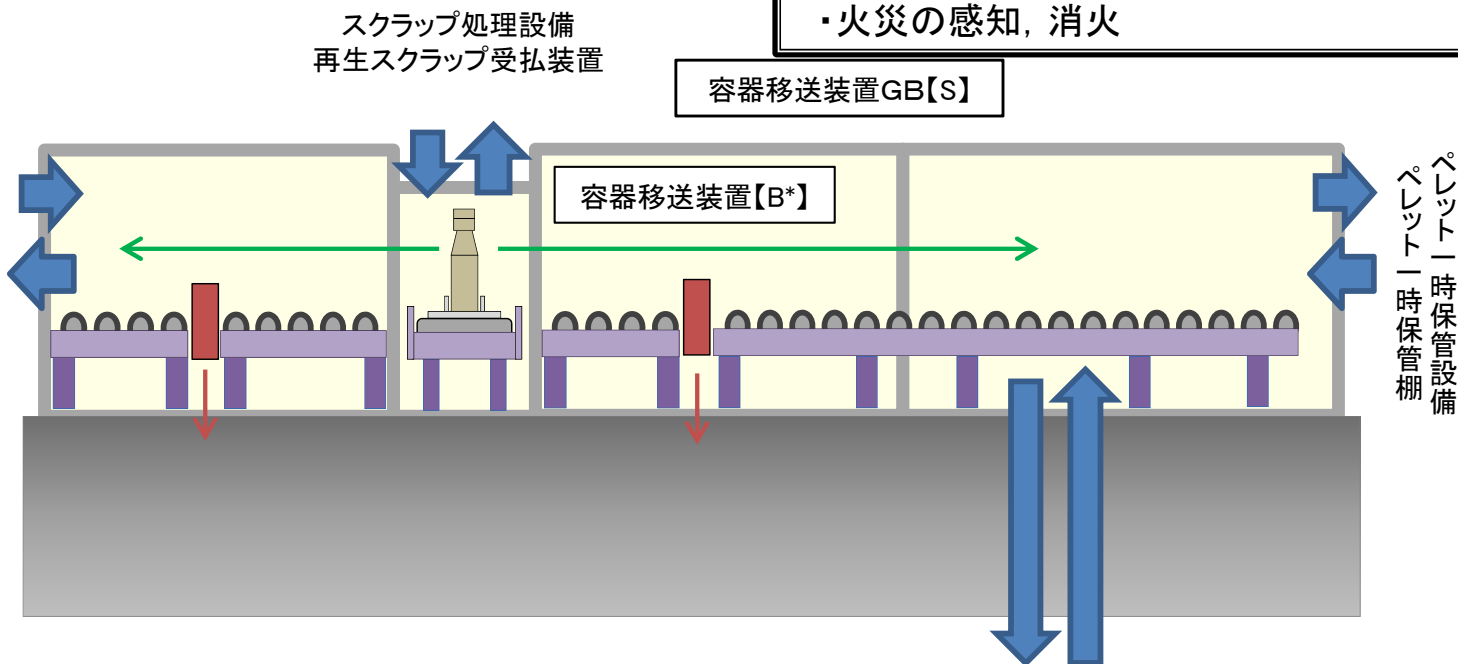 ・火災の感知，消火
スクラップ処理設備
再生スクラップ受払装置
容器移送装置GB【S】
容器移送装置【B*】
ペレット一時保管設備
ペレット一時保管棚